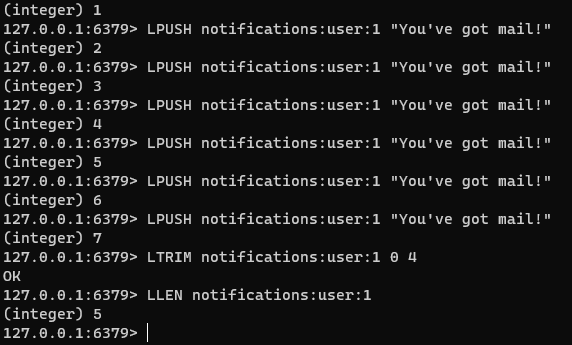 (integer) 1
127.0.0.1:6379> LPUSH notifications:user:1 "You've got mail!"
(integer) 2
127.0.0.1:6379> LPUSH notifications:user:1 "You've got mail!"
(integer) 3
127.0.0.1:6379> LPUSH notifications:user:1 "You've got mail!"
(integer) 4
127.0.0.1:6379> LPUSH notifications:user:1 "You've got mail!"
(integer) 5
127.0.0.1:6379> LPUSH notifications:user:1 "You've got mail!"
(integer) 6
127.0.0.1:6379> LPUSH notifications:user:1 "You've got mail!"
(integer) 7
127.0.0.1:6379> LTRIM notifications:user:1 0 4
OK
127.0.0.1:6379> LLEN notifications:user:1
(integer) 5
127.0.0.1:6379>